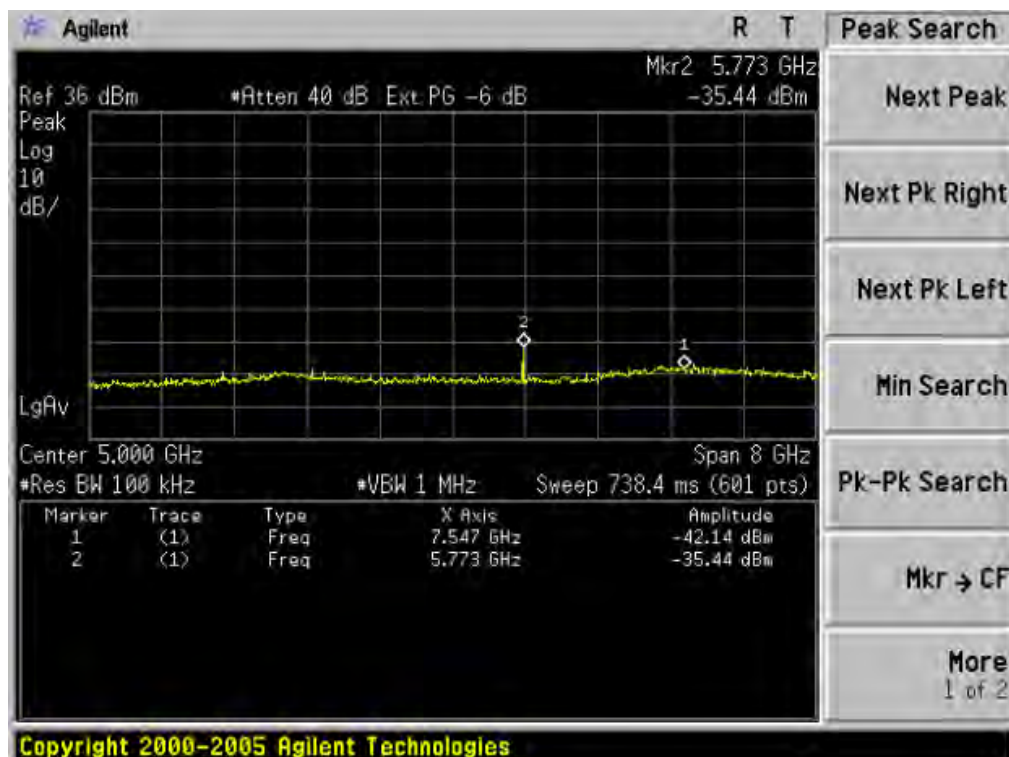 Agilent R T
Peak Search
Mkr2 5.773 GHz
Ref 36 dBm #Atten 40 dB Ext PG -6 dB -35.44 dBm
Peak
Log
10
dB/
2
1
LgAv
Center 5.000 GHz Span 8 GHz
#Res BW 100 kHz #VBW 1 MHz Sweep 738.4 ms (601 pts)
Marker Trace Type X Axis Amplitude
1 (1) Freq 7.547 GHz -42.14 dBm
2 (1) Freq 5.773 GHz -35.44 dBm
Next Peak
Next Pk Right
Next Pk Left
Min Search
Pk-Pk Search
Mkr → CF
More
1 of 2
Copyright 2000-2005 Agilent Technologies